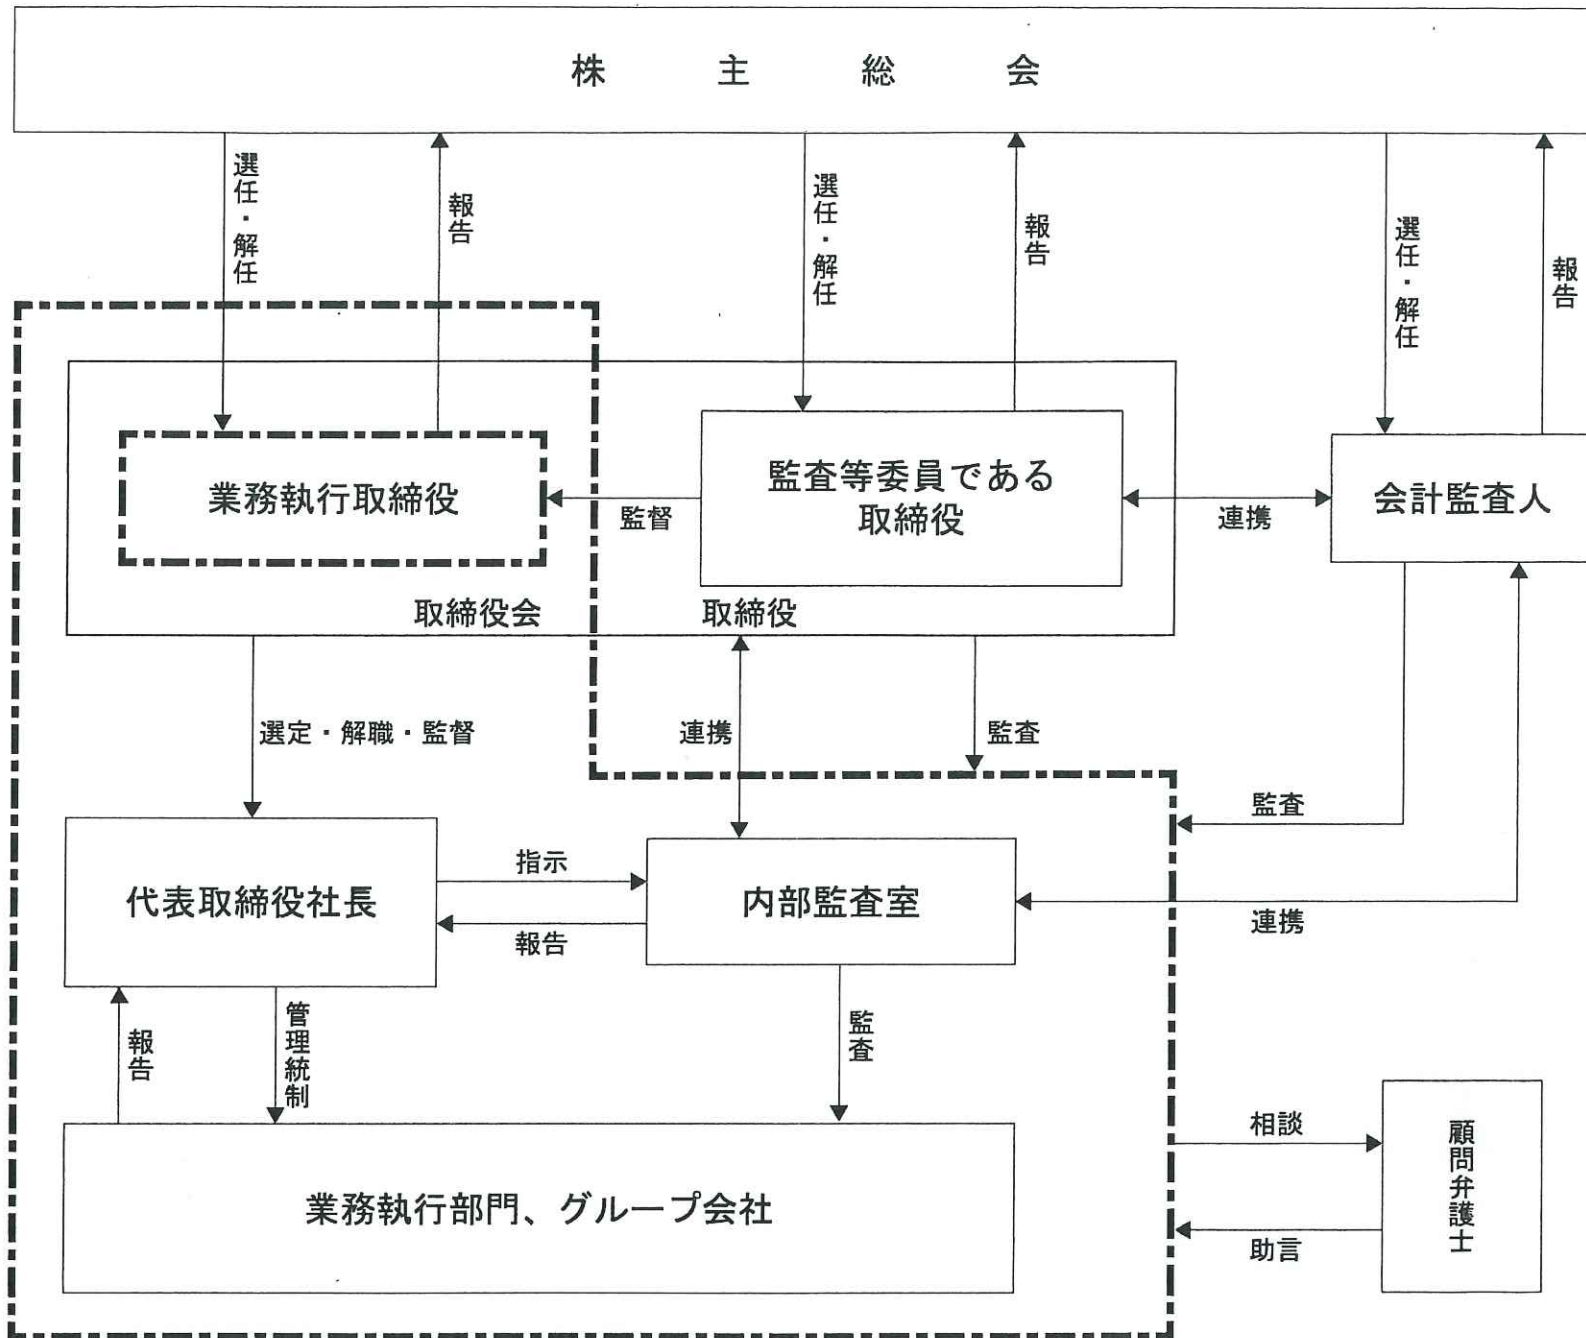 株主総会
選任・解任
報告
選任・解任
報告
選任・解任
報告
業務執行取締役
監督
監査等委員である
取締役
連携
会計監査人
取締役会
取締役
選定・解職・監督
連携
監査
監査
代表取締役社長
指示
報告
内部監査室
連携
報告
管理統制
監査
業務執行部門、グループ会社
相談
助言
顧問弁護士